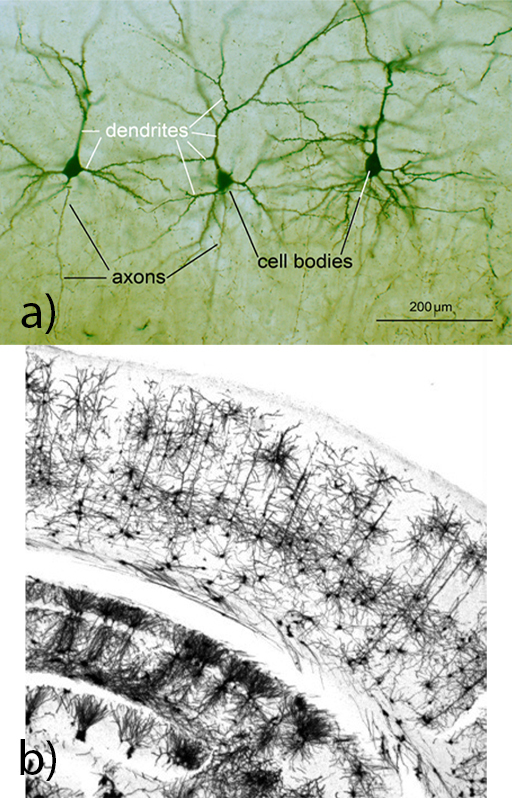 dendrites
axons
cell bodies
200 µm
a)
b)